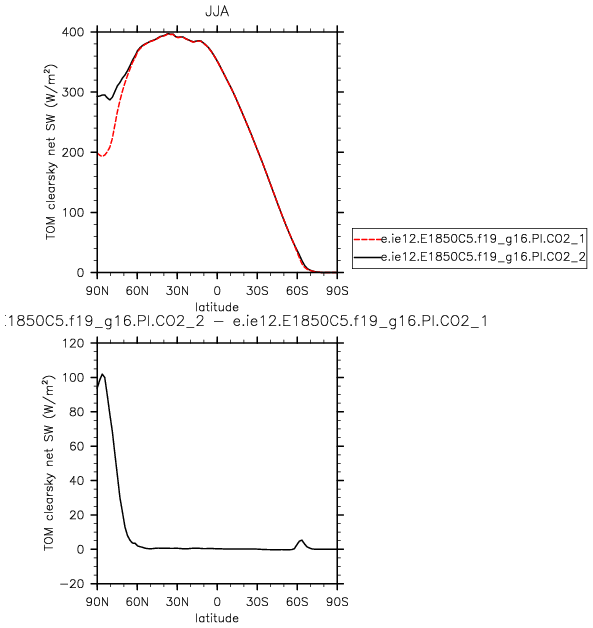 JJA
TOM clearsky net SW (W/m²)
400
300
200
100
0
90N 60N 30N 0 30S 60S 90S
latitude
e.ie12.E1850C5.f19_g16.PI.CO2_1
e.ie12.E1850C5.f19_g16.PI.CO2_2
:1850C5.f19_g16.PI.CO2_2 — e.ie12.E1850C5.f19_g16.PI.CO2_1
TOM clearsky net SW (W/m²)
120
100
80
60
40
20
0
−20
90N 60N 30N 0 30S 60S 90S
latitude